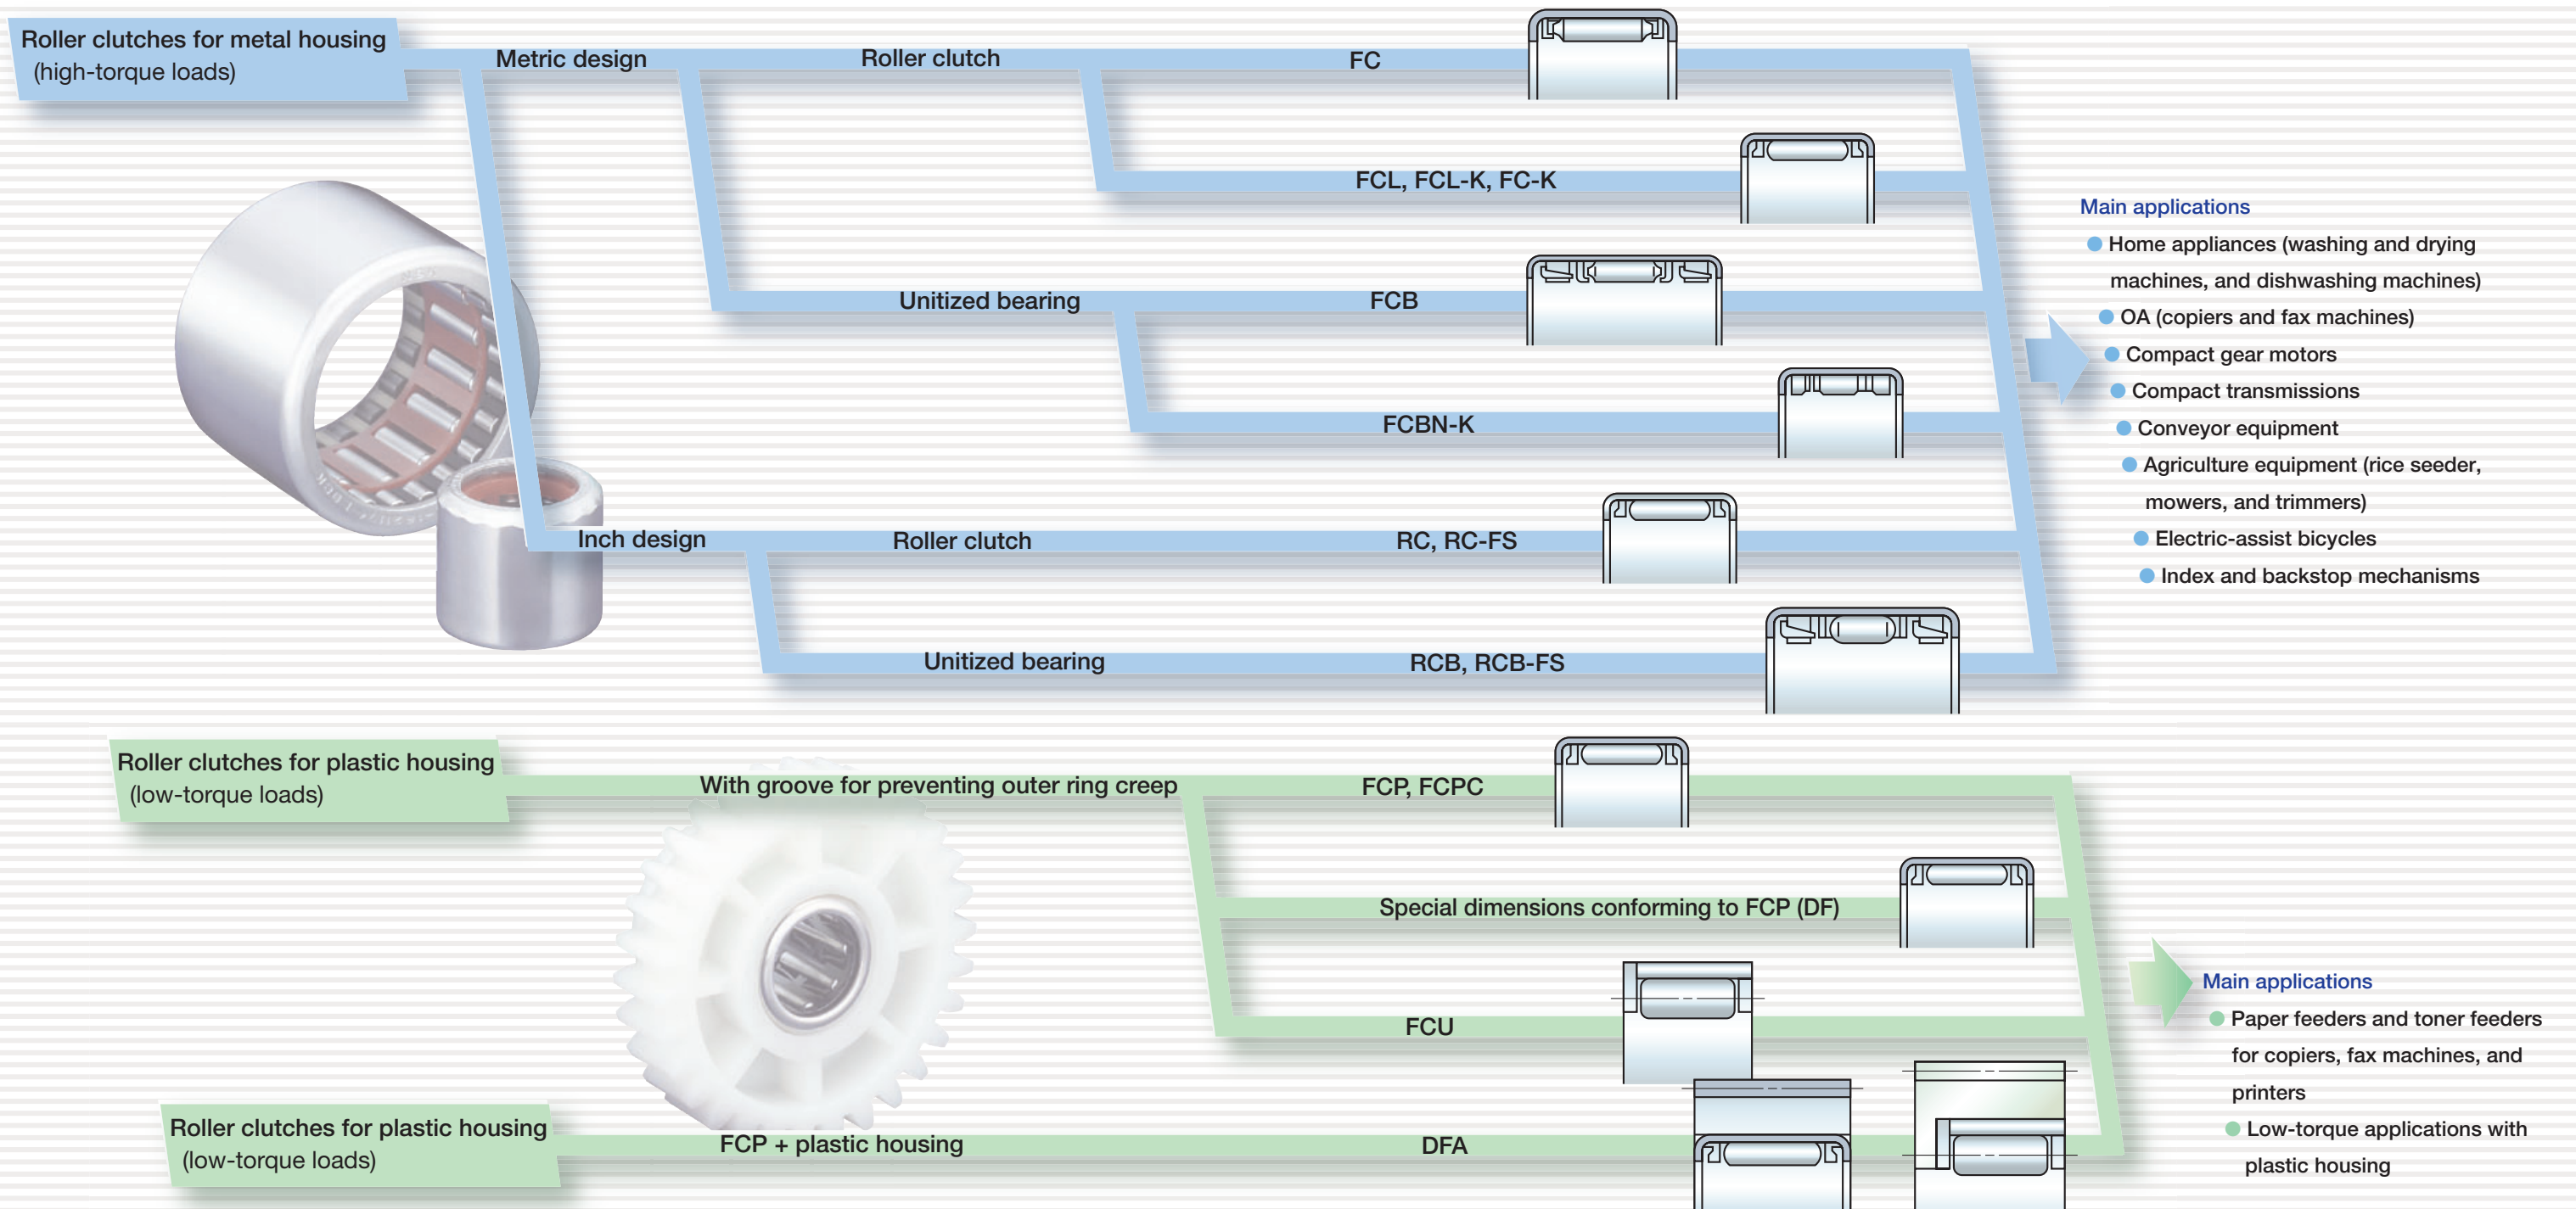 Roller clutches for metal housing
(high-torque loads)
Metric design
Roller clutch
FC
FCL, FCL-K, FC-K
Unitized bearing
FCB
FCBN-K
Inch design
Roller clutch
RC, RC-FS
Unitized bearing
RCB, RCB-FS
Main applications
Home appliances (washing and drying
machines, and dishwashing machines)
OA (copiers and fax machines)
Compact gear motors
Compact transmissions
Conveyor equipment
Agriculture equipment (rice seeder,
mowers, and trimmers)
Electric-assist bicycles
Index and backstop mechanisms
Roller clutches for plastic housing
(low-torque loads)
With groove for preventing outer ring creep
FCP, FCPC
Special dimensions conforming to FCP (DF)
FCU
Roller clutches for plastic housing
(low-torque loads)
FCP + plastic housing
DFA
Main applications
Paper feeders and toner feeders
for copiers, fax machines, and
printers
Low-torque applications with
plastic housing